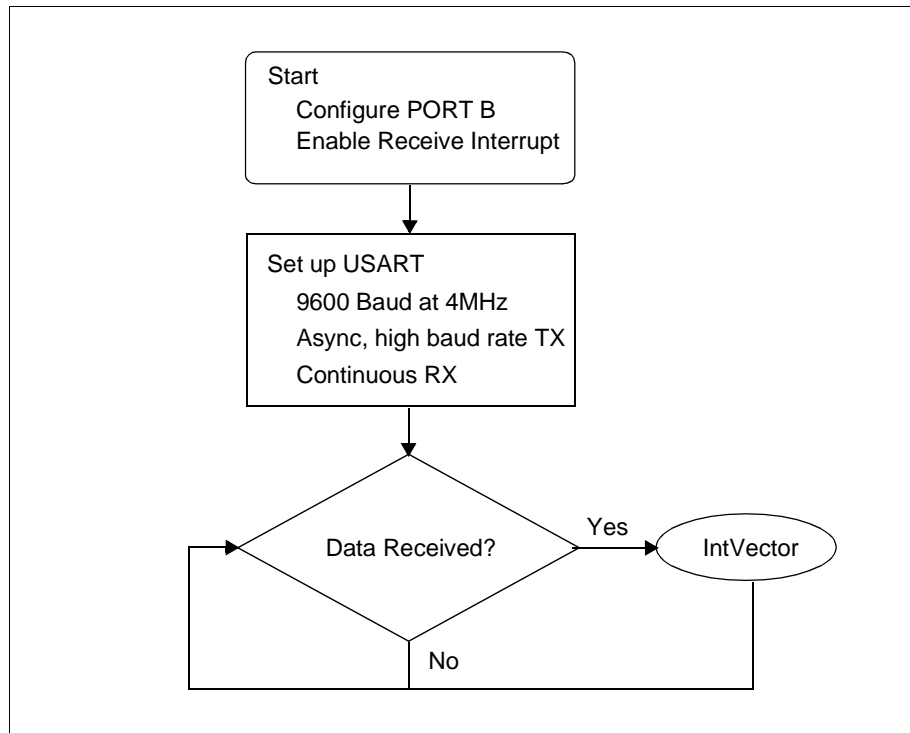 Start
Configure PORT B
Enable Receive Interrupt
Set up USART
9600 Baud at 4MHz
Async, high baud rate TX
Continuous RX
Data Received?
Yes
IntVector
No